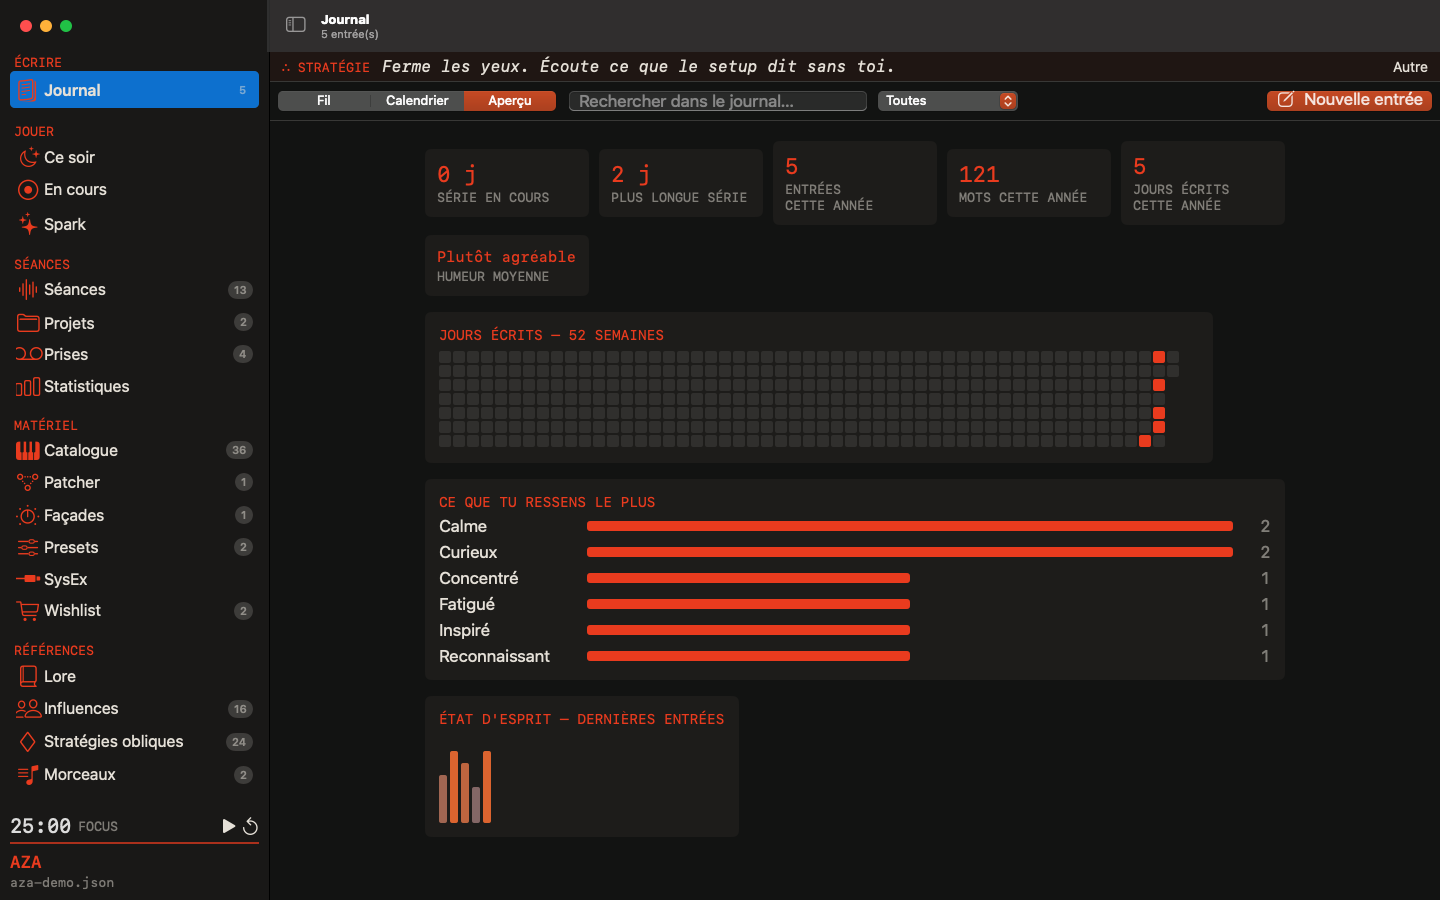 ÉCRIRE
Journal 5
JOUER
Ce soir
En cours
Spark
SÉANCES
Séances 13
Projets 2
Prises 4
Statistiques
MATÉRIEL
Catalogue 36
Patcher 1
Façades 1
Presets 2
SysEx
Wishlist 2
RÉFÉRENCES
Lore
Influences 16
Stratégies obliques 24
Morceaux 2
25:00 FOCUS
AZA
aza-demo.json
Journal
5 entrée(s)
∴ STRATÉGIE Ferme les yeux. Écoute ce que le setup dit sans toi. Autre
Fil Calendrier Aperçu Rechercher dans le journal... Toutes Nouvelle entrée
0 j
SÉRIE EN COURS
2 j
PLUS LONGUE SÉRIE
5
ENTRÉES
CETTE ANNÉE
121
MOTS CETTE ANNÉE
5
JOURS ÉCRITS
CETTE ANNÉE
Plutôt agréable
HUMEUR MOYENNE
JOURS ÉCRITS — 52 SEMAINES
CE QUE TU RESSENS LE PLUS
Calme 2
Curieux 2
Concentré 1
Fatigué 1
Inspiré 1
Reconnaissant 1
ÉTAT D'ESPRIT — DERNIÈRES ENTRÉES